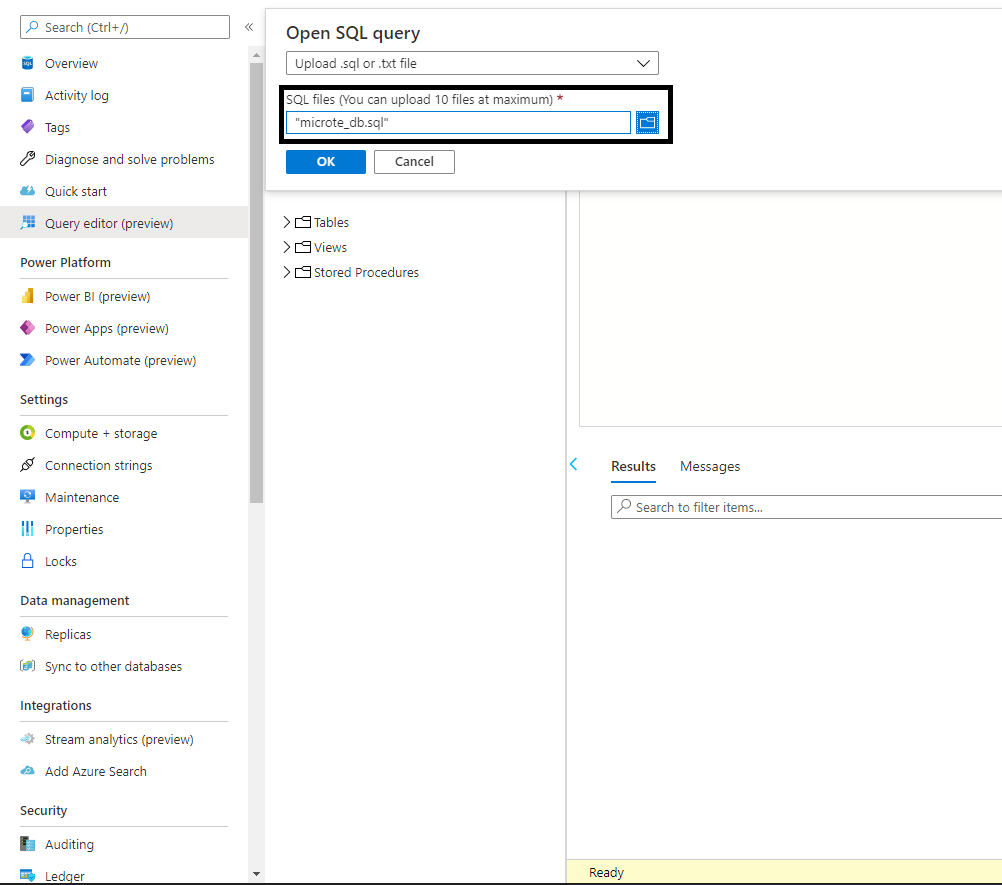 Search (Ctrl+/)
«
Overview
Activity log
Tags
Diagnose and solve problems
Quick start
Query editor (preview)
Power Platform
Power BI (preview)
Power Apps (preview)
Power Automate (preview)
Settings
Compute + storage
Connection strings
Maintenance
Properties
Locks
Data management
Replicas
Sync to other databases
Integrations
Stream analytics (preview)
Add Azure Search
Security
Auditing
Ledger
Open SQL query
Upload .sql or .txt file
SQL files (You can upload 10 files at maximum) *
"microte_db.sql"
OK Cancel
Tables
Views
Stored Procedures
Results Messages
Search to filter items...
Ready